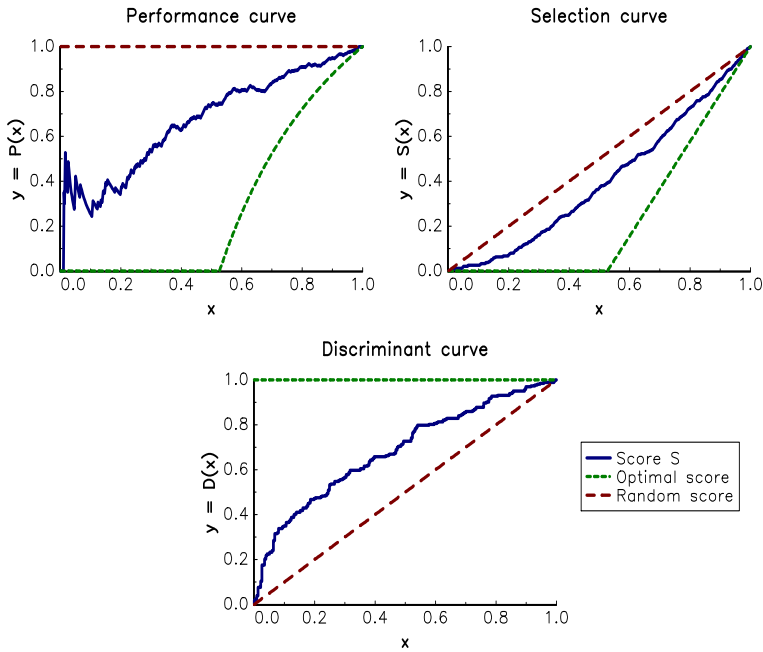 Performance curve
y = P(x)
1.0
0.8
0.6
0.4
0.2
0.0
0.0 0.2 0.4 0.6 0.8 1.0
x
Selection curve
y = S(x)
1.0
0.8
0.6
0.4
0.2
0.0
0.0 0.2 0.4 0.6 0.8 1.0
x
Discriminant curve
y = D(x)
1.0
0.8
0.6
0.4
0.2
0.0
0.0 0.2 0.4 0.6 0.8 1.0
x
Score S
Optimal score
Random score